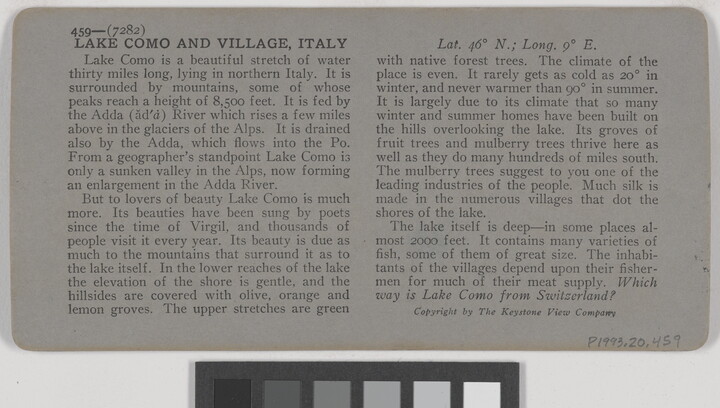 459—(7282)
LAKE COMO AND VILLAGE, ITALY
Lake Como is a beautiful stretch of water
thirty miles long, lying in northern Italy. It is
surrounded by mountains, some of whose
peaks reach a height of 8,500 feet. It is fed by
the Adda (ăd′á) River which rises a few miles
above in the glaciers of the Alps. It is drained
also by the Adda, which flows into the Po.
From a geographer's standpoint Lake Como is
only a sunken valley in the Alps, now forming
an enlargement in the Adda River.
But to lovers of beauty Lake Como is much
more. Its beauties have been sung by poets
since the time of Virgil, and thousands of
people visit it every year. Its beauty is due as
much to the mountains that surround it as to
the lake itself. In the lower reaches of the lake
the elevation of the shore is gentle, and the
hillsides are covered with olive, orange and
lemon groves. The upper stretches are green
Lat. 46° N.; Long. 9° E.
with native forest trees. The climate of the
place is even. It rarely gets as cold as 20° in
winter, and never warmer than 90° in summer.
It is largely due to its climate that so many
winter and summer homes have been built on
the hills overlooking the lake. Its groves of
fruit trees and mulberry trees thrive here as
well as they do many hundreds of miles south.
The mulberry trees suggest to you one of the
leading industries of the people. Much silk is
made in the numerous villages that dot the
shores of the lake.
The lake itself is deep—in some places al-
most 2000 feet. It contains many varieties of
fish, some of them of great size. The inhabi-
tants of the villages depend upon their fisher-
men for much of their meat supply. Which
way is Lake Como from Switzerland?
Copyright by The Keystone View Company
P1993.20.459